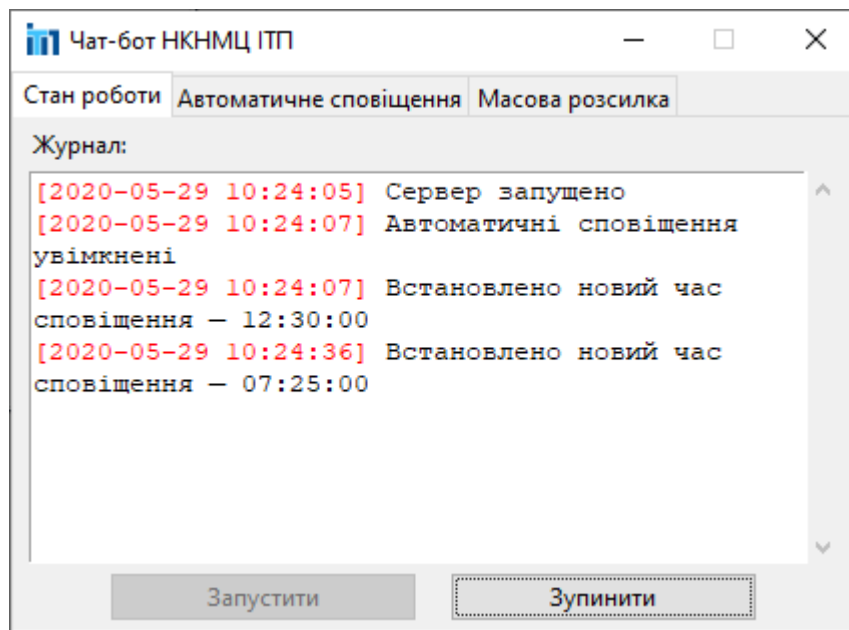 Чат-бот НКНМЦ ІТП
Стан роботи Автоматичне сповіщення Масова розсилка
Журнал:
[2020-05-29 10:24:05] Сервер запущено
[2020-05-29 10:24:07] Автоматичні сповіщення
увімкнені
[2020-05-29 10:24:07] Встановлено новий час
сповіщення — 12:30:00
[2020-05-29 10:24:36] Встановлено новий час
сповіщення — 07:25:00
Запустити Зупинити